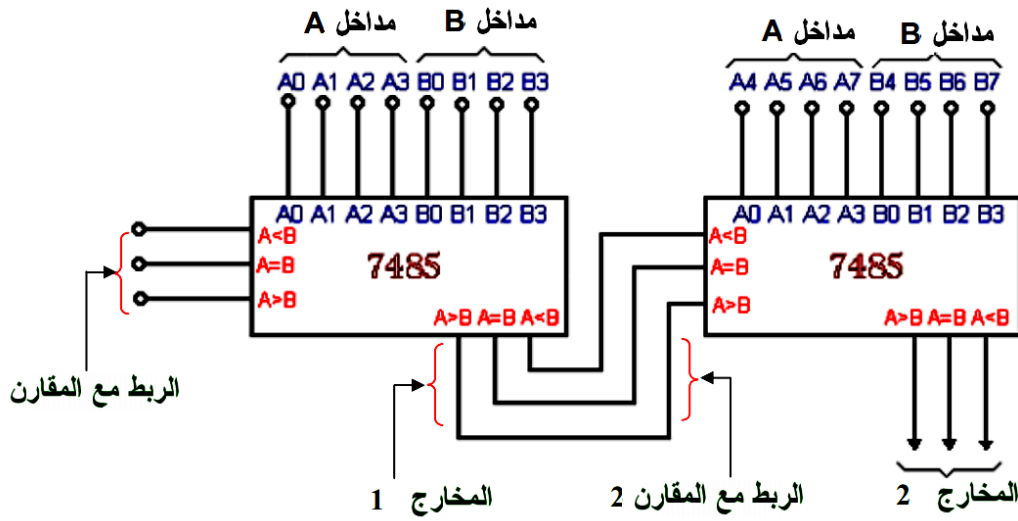 مداخل A
مداخل B
A0 A1 A2 A3 B0 B1 B2 B3
A0 A1 A2 A3 B0 B1 B2 B3
A<B
A=B
A>B
7485
A>B A=B A<B
الربط مع المقارن
المخارج 1
مداخل A
مداخل B
A4 A5 A6 A7 B4 B5 B6 B7
A0 A1 A2 A3 B0 B1 B2 B3
A<B
A=B
A>B
7485
A>B A=B A<B
الربط مع المقارن 2
المخارج 2